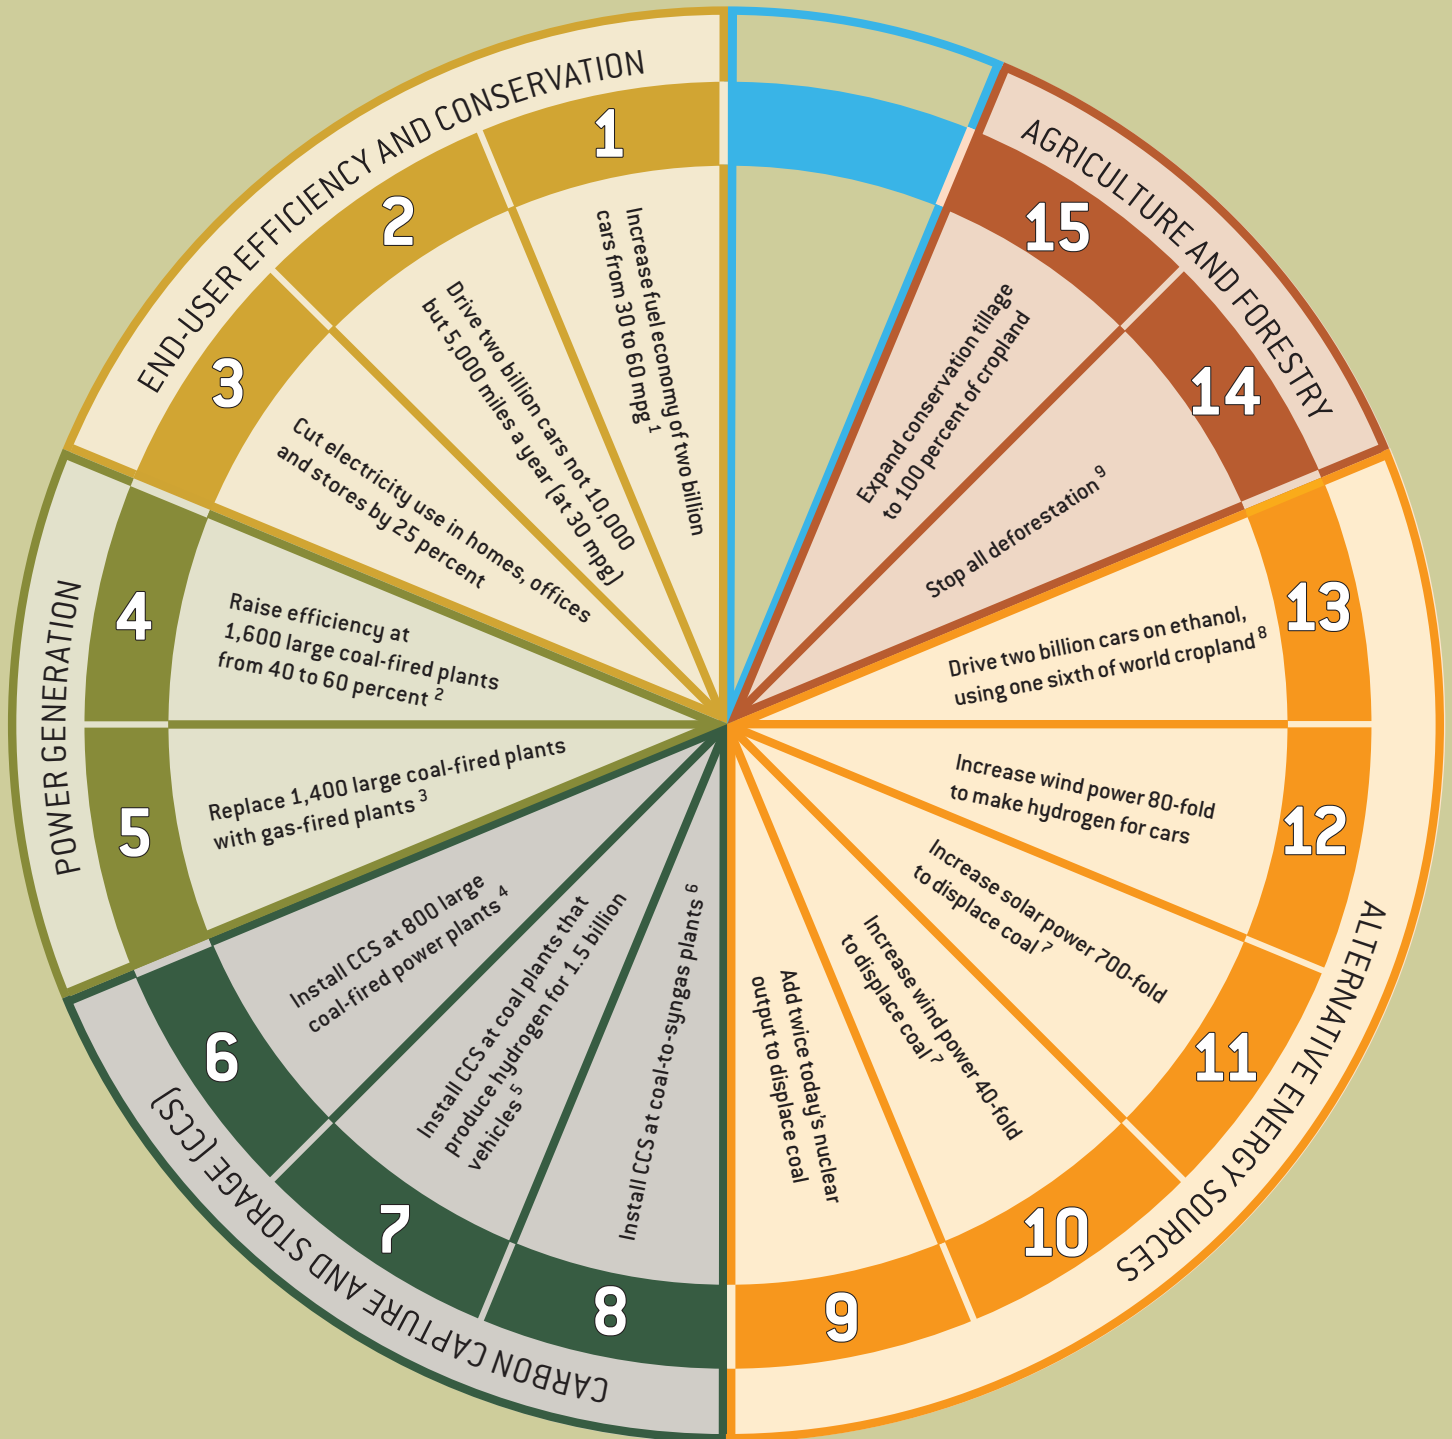 END-USER EFFICIENCY AND CONSERVATION
1
Increase fuel economy of two billion
cars from 30 to 60 mpg 1
2
Drive two billion cars not 10,000
but 5,000 miles a year (at 30 mpg)
3
Cut electricity use in homes, offices
and stores by 25 percent
POWER GENERATION
4
Raise efficiency at
1,600 large coal-fired plants
from 40 to 60 percent 2
5
Replace 1,400 large coal-fired plants
with gas-fired plants 3
CARBON CAPTURE AND STORAGE (CCS)
6
Install CCS at 800 large
coal-fired power plants 4
7
Install CCS at coal plants that
produce hydrogen for 1.5 billion
vehicles 5
8
Install CCS at coal-to-syngas plants 6
ALTERNATIVE ENERGY SOURCES
9
Add twice today's nuclear
output to displace coal
10
Increase wind power 40-fold
to displace coal 7
11
Increase solar power 700-fold
to displace coal 7
12
Increase wind power 80-fold
to make hydrogen for cars
13
Drive two billion cars on ethanol,
using one sixth of world cropland 8
AGRICULTURE AND FORESTRY
14
Stop all deforestation 9
15
Expand conservation tillage
to 100 percent of cropland